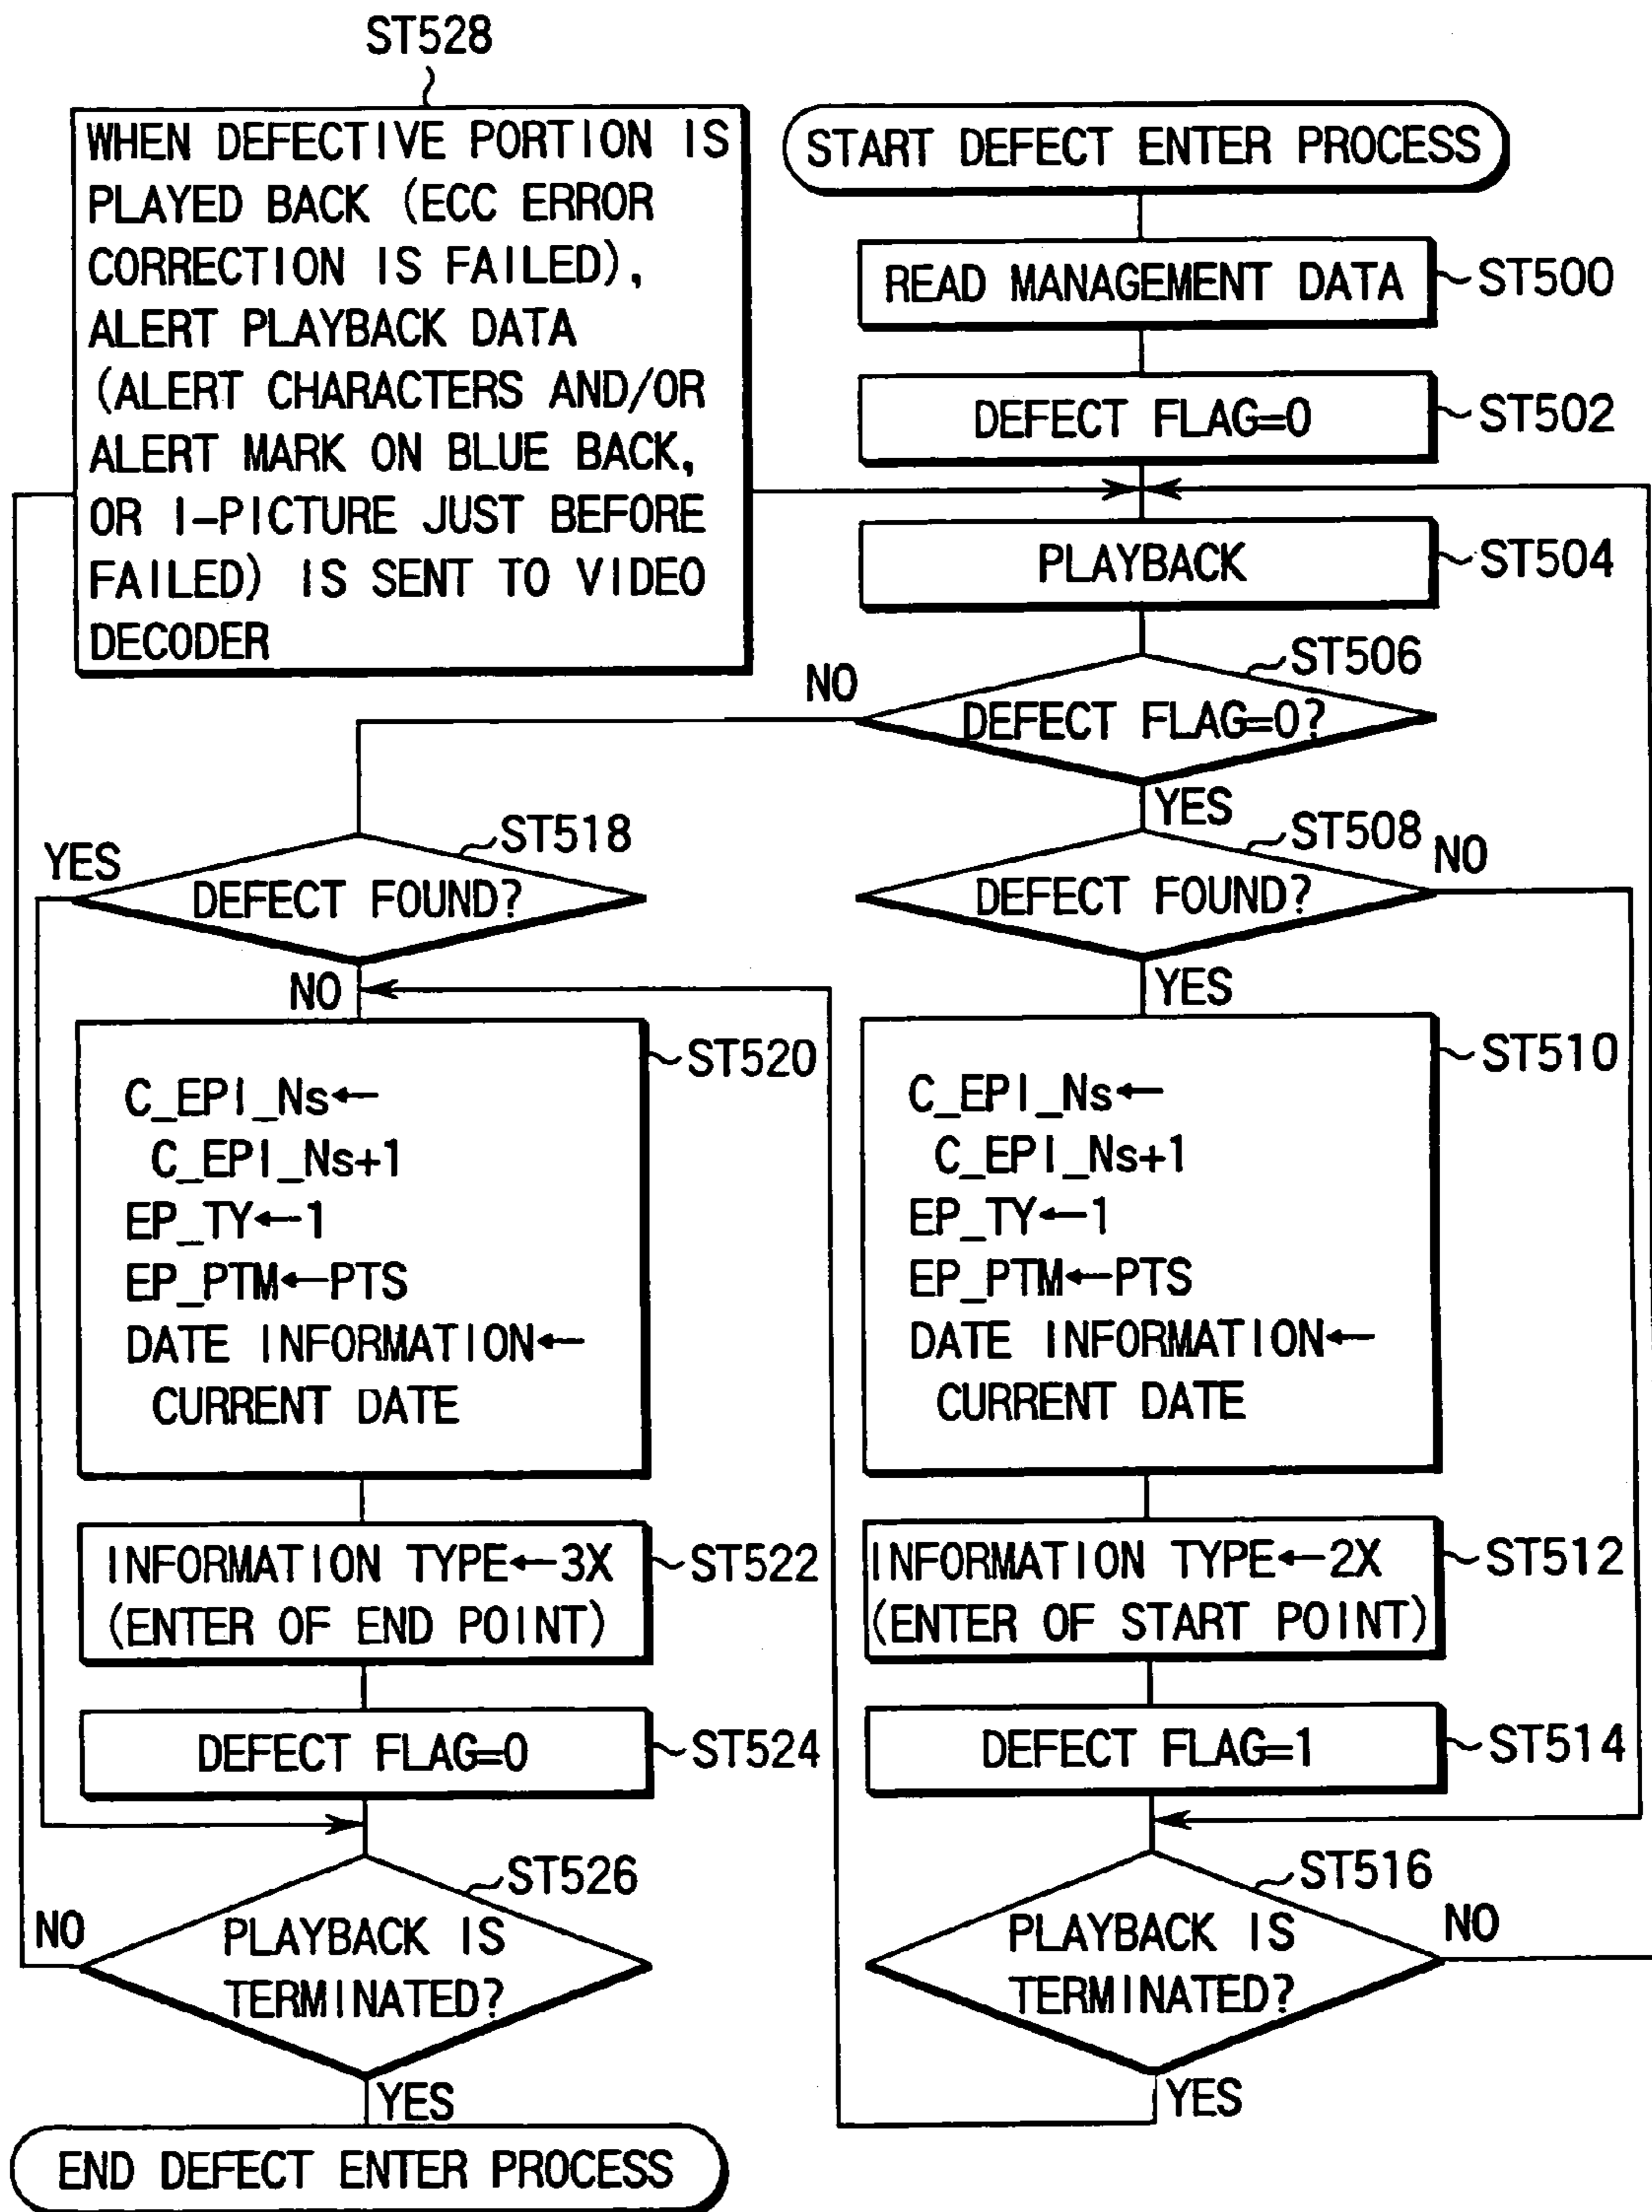 ST528
WHEN DEFECTIVE PORTION IS
PLAYED BACK (ECC ERROR
CORRECTION IS FAILED),
ALERT PLAYBACK DATA
(ALERT CHARACTERS AND/OR
ALERT MARK ON BLUE BACK,
OR I-PICTURE JUST BEFORE
FAILED) IS SENT TO VIDEO
DECODER
START DEFECT ENTER PROCESS
READ MANAGEMENT DATA
ST500
DEFECT FLAG=0
ST502
PLAYBACK
ST504
ST506
DEFECT FLAG=0?
NO
YES
ST518
YES
DEFECT FOUND?
NO
ST508
NO
DEFECT FOUND?
YES
ST520
C_EPI_Ns←
C_EPI_Ns+1
EP_TY←1
EP_PTM←PTS
DATE INFORMATION←
CURRENT DATE
ST510
C_EPI_Ns←
C_EPI_Ns+1
EP_TY←1
EP_PTM←PTS
DATE INFORMATION←
CURRENT DATE
INFORMATION TYPE←3X
(ENTER OF END POINT)
ST522
INFORMATION TYPE←2X
(ENTER OF START POINT)
ST512
DEFECT FLAG=0
ST524
DEFECT FLAG=1
ST514
ST526
NO
PLAYBACK IS
TERMINATED?
YES
ST516
PLAYBACK IS
TERMINATED?
NO
YES
END DEFECT ENTER PROCESS